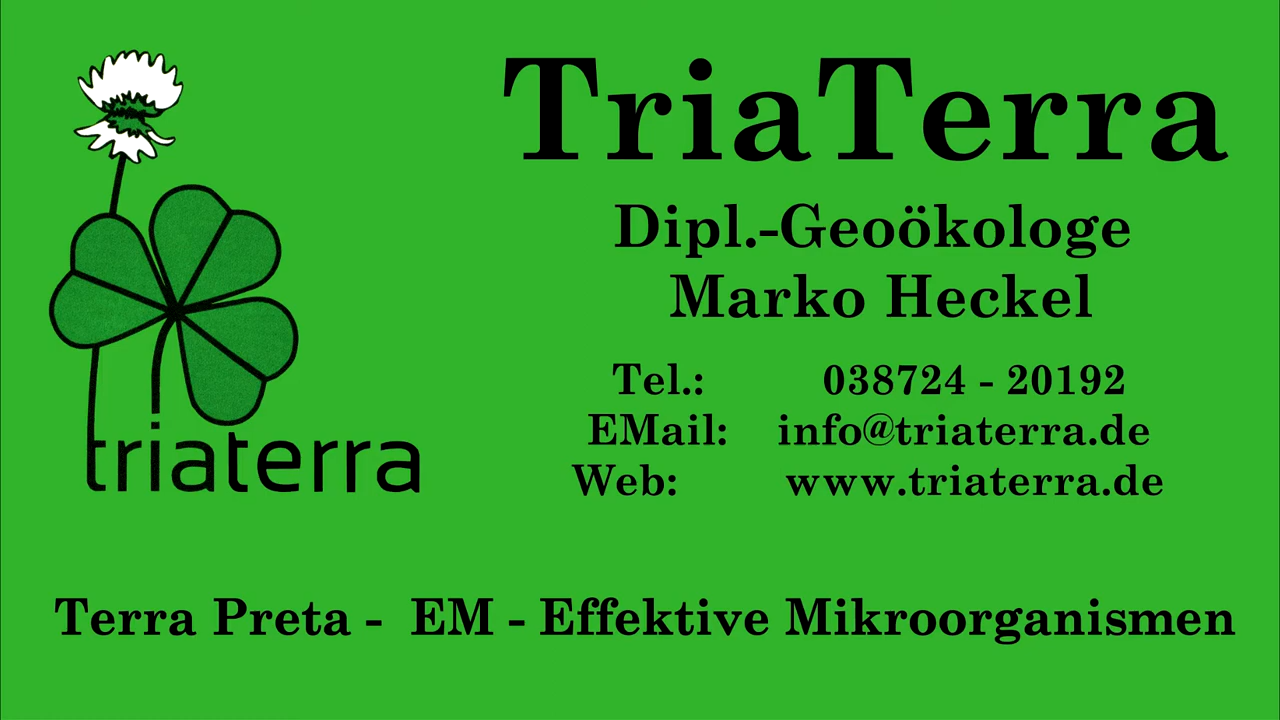 TriaTerra
Dipl.-Geoökologe
Marko Heckel
Tel.: 038724 - 20192
EMail: info@triaterra.de
Web: www.triaterra.de
triaterra
Terra Preta - EM - Effektive Mikroorganismen